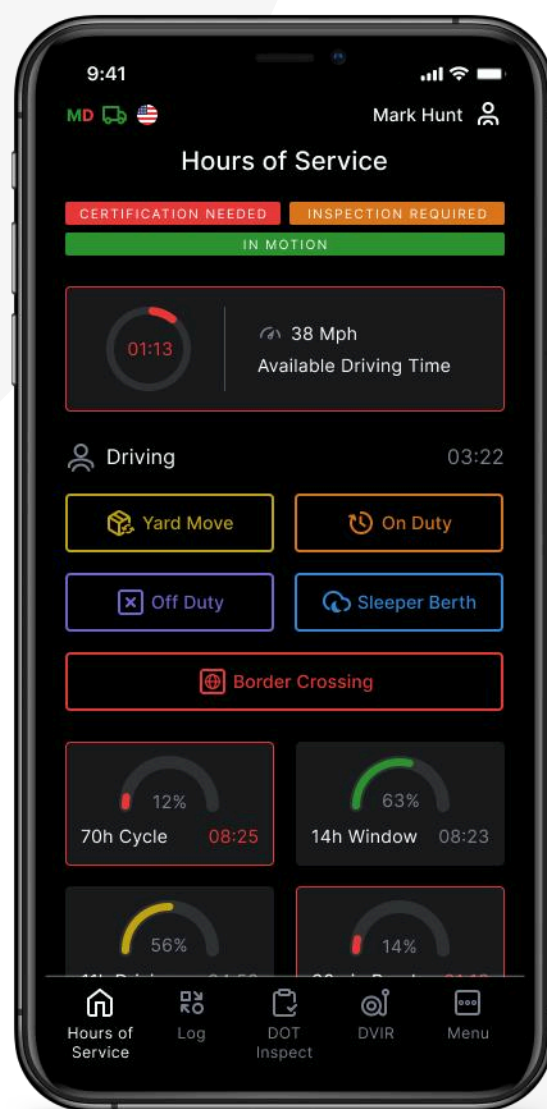 9:41
MD
Mark Hunt
Hours of Service
CERTIFICATION NEEDED INSPECTION REQUIRED
IN MOTION
01:13
38 Mph
Available Driving Time
Driving 03:22
Yard Move On Duty
Off Duty Sleeper Berth
Border Crossing
12% 63%
70h Cycle 08:25 14h Window 08:23
56% 14%
Hours of Service
Log
DOT Inspect
DVIR
Menu